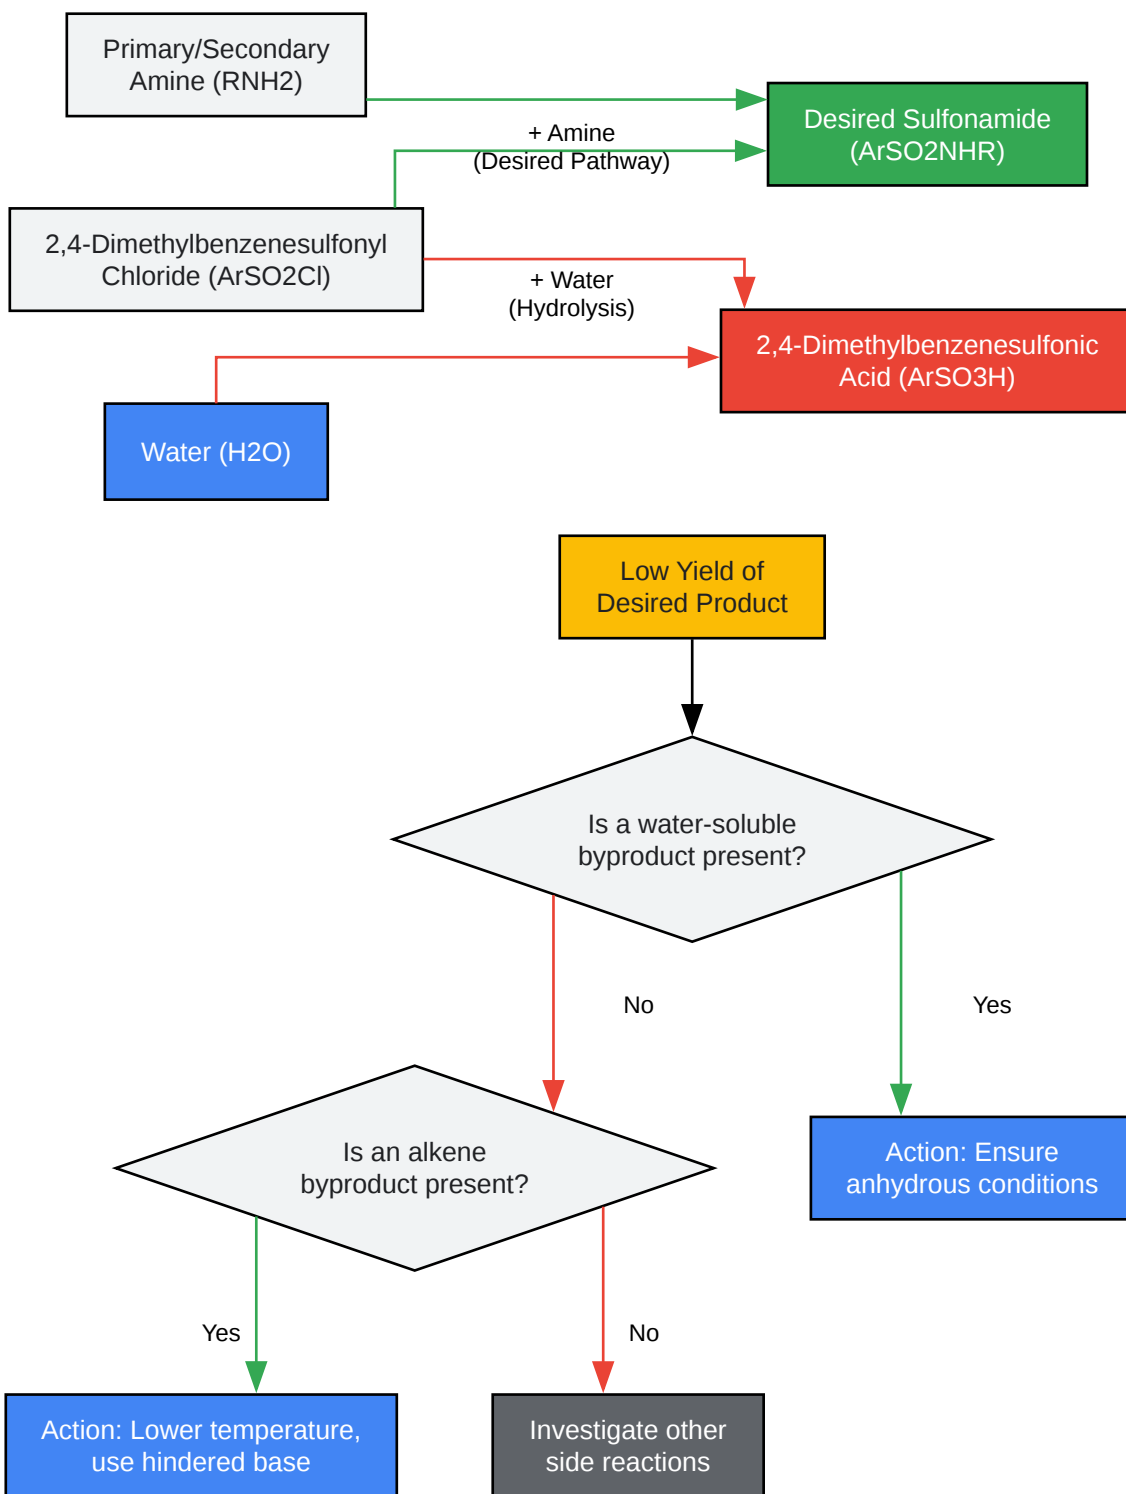 Primary/Secondary
Amine (RNH2)
Desired Sulfonamide
(ArSO2NHR)
+ Amine
(Desired Pathway)
2,4-Dimethylbenzenesulfonyl
Chloride (ArSO2Cl)
+ Water
(Hydrolysis)
2,4-Dimethylbenzenesulfonic
Acid (ArSO3H)
Water (H2O)
Low Yield of
Desired Product
Is a water-soluble
byproduct present?
No
Yes
Is an alkene
byproduct present?
Action: Ensure
anhydrous conditions
Yes
No
Action: Lower temperature,
use hindered base
Investigate other
side reactions